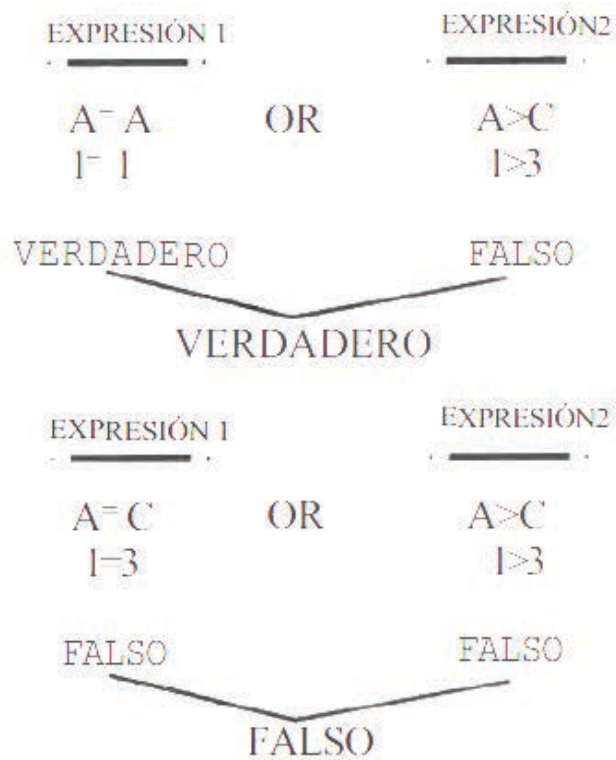 EXPRESIÓN 1 EXPRESIÓN2
A= A OR A>C
1= 1 1>3
VERDADERO FALSO
VERDADERO
EXPRESIÓN 1 EXPRESIÓN2
A= C OR A>C
1=3 1>3
FALSO FALSO
FALSO